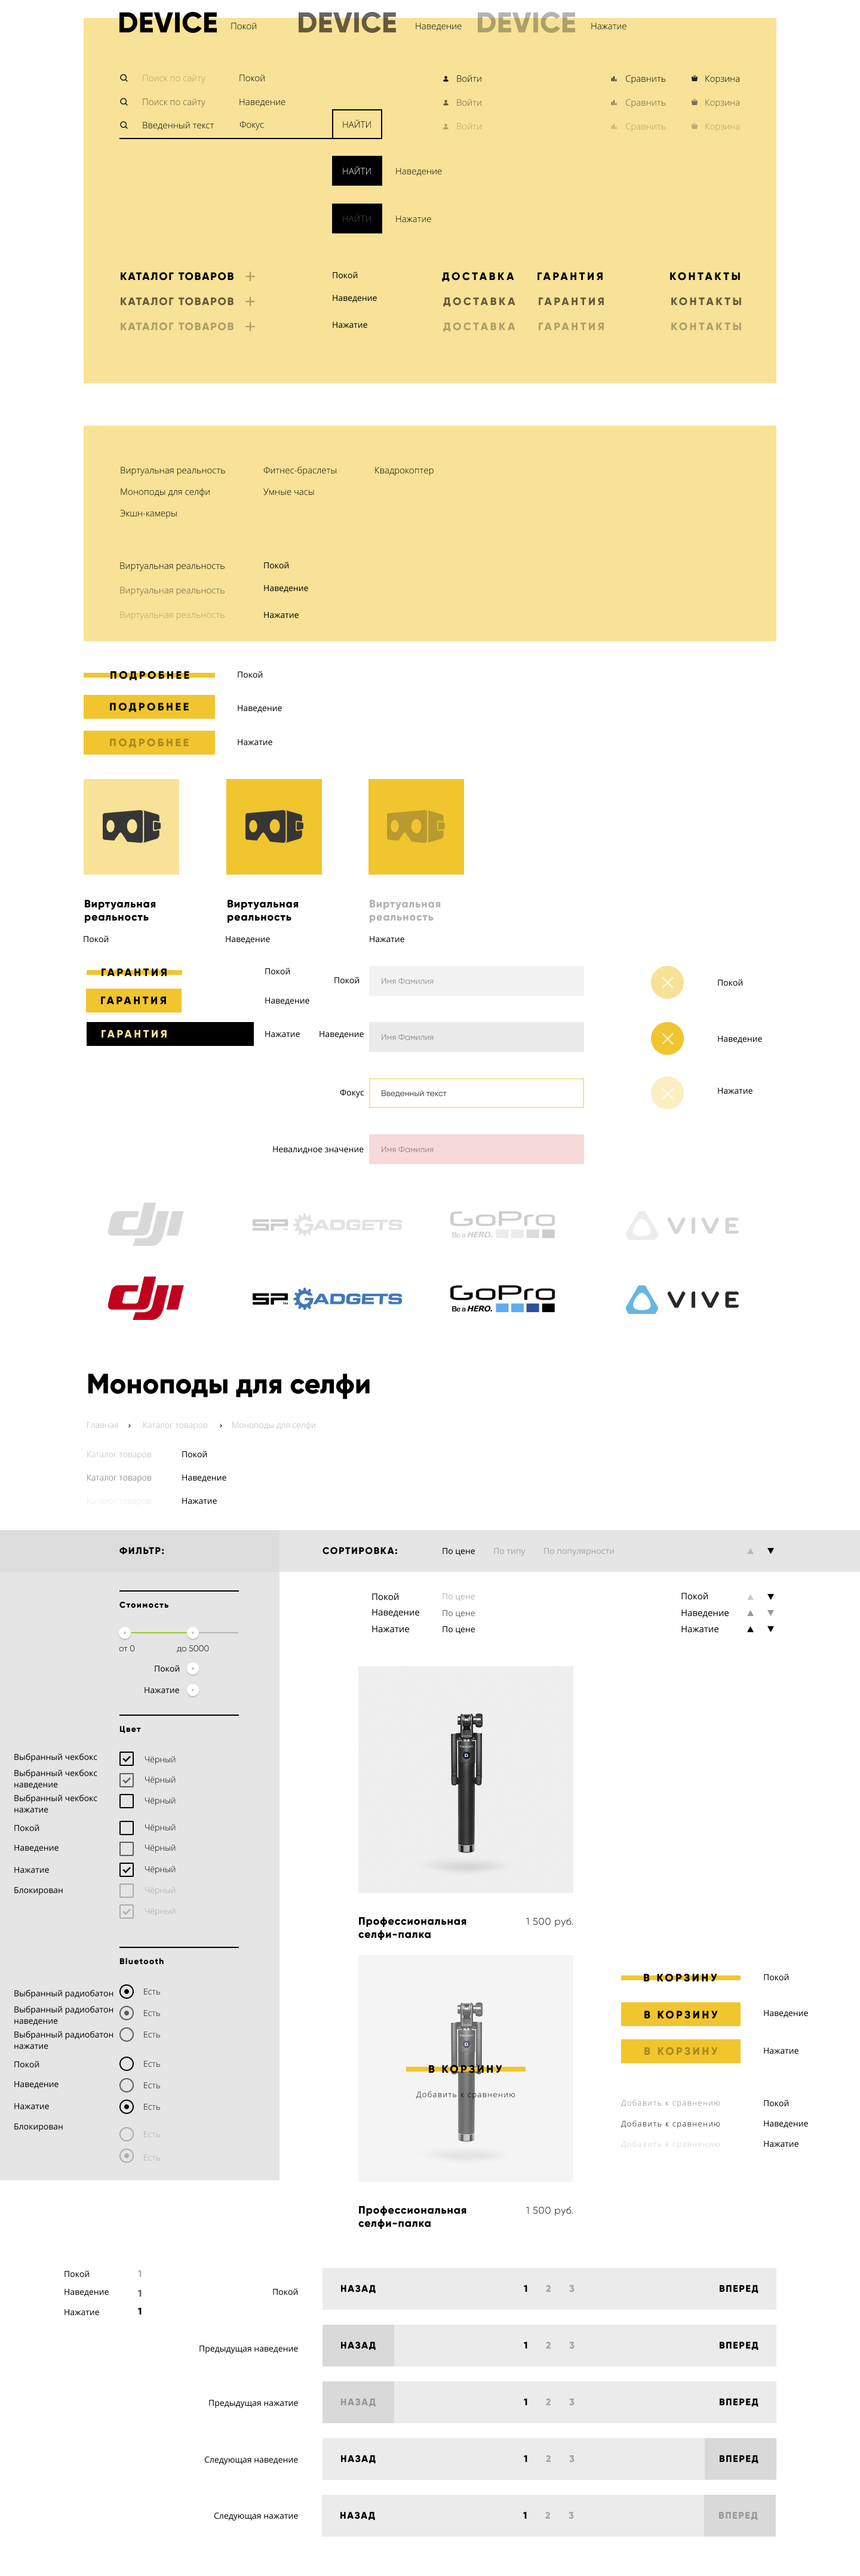 DEVICE Покой DEVICE Наведение DEVICE Нажатие
Поиск по сайту Покой Войти Сравнить Корзина
Поиск по сайту Наведение Войти Сравнить Корзина
Введенный текст Фокус НАЙТИ Войти Сравнить Корзина
НАЙТИ Наведение
НАЙТИ Нажатие
КАТАЛОГ ТОВАРОВ Покой ДОСТАВКА ГАРАНТИЯ КОНТАКТЫ
КАТАЛОГ ТОВАРОВ Наведение ДОСТАВКА ГАРАНТИЯ КОНТАКТЫ
КАТАЛОГ ТОВАРОВ Нажатие ДОСТАВКА ГАРАНТИЯ КОНТАКТЫ
Виртуальная реальность Фитнес-браслеты Квадрокоптер
Моноподы для селфи Умные часы
Экшн-камеры
Виртуальная реальность Покой
Виртуальная реальность Наведение
Виртуальная реальность Нажатие
ПОДРОБНЕЕ Покой
ПОДРОБНЕЕ Наведение
ПОДРОБНЕЕ Нажатие
Виртуальная Виртуальная Виртуальная
реальность реальность реальность
Покой Наведение Нажатие
ГАРАНТИЯ Покой Покой Имя Фамилия Покой
ГАРАНТИЯ Наведение
ГАРАНТИЯ Нажатие Наведение Имя Фамилия Наведение
Фокус Введенный текст Нажатие
Невалидное значение Имя Фамилия
dji SP GADGETS GoPro Be a HERO. VIVE
dji SP GADGETS GoPro Be a HERO. VIVE
Моноподы для селфи
Главная › Каталог товаров › Моноподы для селфи
Каталог товаров Покой
Каталог товаров Наведение
Каталог товаров Нажатие
ФИЛЬТР: СОРТИРОВКА: По цене По типу По популярности
Покой По цене Покой
Наведение По цене Наведение
Нажатие По цене Нажатие
Стоимость
от 0 до 5000
Покой
Нажатие
Цвет
Выбранный чекбокс Чёрный
Выбранный чекбокс
наведение Чёрный
Выбранный чекбокс
нажатие Чёрный
Покой Чёрный
Наведение Чёрный
Нажатие Чёрный
Блокирован Чёрный
Чёрный
Профессиональная 1 500 руб.
селфи-палка
Bluetooth
Выбранный радиобатон Есть
Выбранный радиобатон
наведение Есть
Выбранный радиобатон
нажатие Есть
Покой Есть
Наведение Есть
Нажатие Есть
Блокирован Есть
Есть
В КОРЗИНУ
Добавить к сравнению
Профессиональная 1 500 руб.
селфи-палка
В КОРЗИНУ Покой
В КОРЗИНУ Наведение
В КОРЗИНУ Нажатие
Добавить к сравнению Покой
Добавить к сравнению Наведение
Добавить к сравнению Нажатие
Покой 1
Наведение 1
Нажатие 1
Покой НАЗАД 1 2 3 ВПЕРЕД
Предыдущая наведение НАЗАД 1 2 3 ВПЕРЕД
Предыдущая нажатие НАЗАД 1 2 3 ВПЕРЕД
Следующая наведение НАЗАД 1 2 3 ВПЕРЕД
Следующая нажатие НАЗАД 1 2 3 ВПЕРЕД